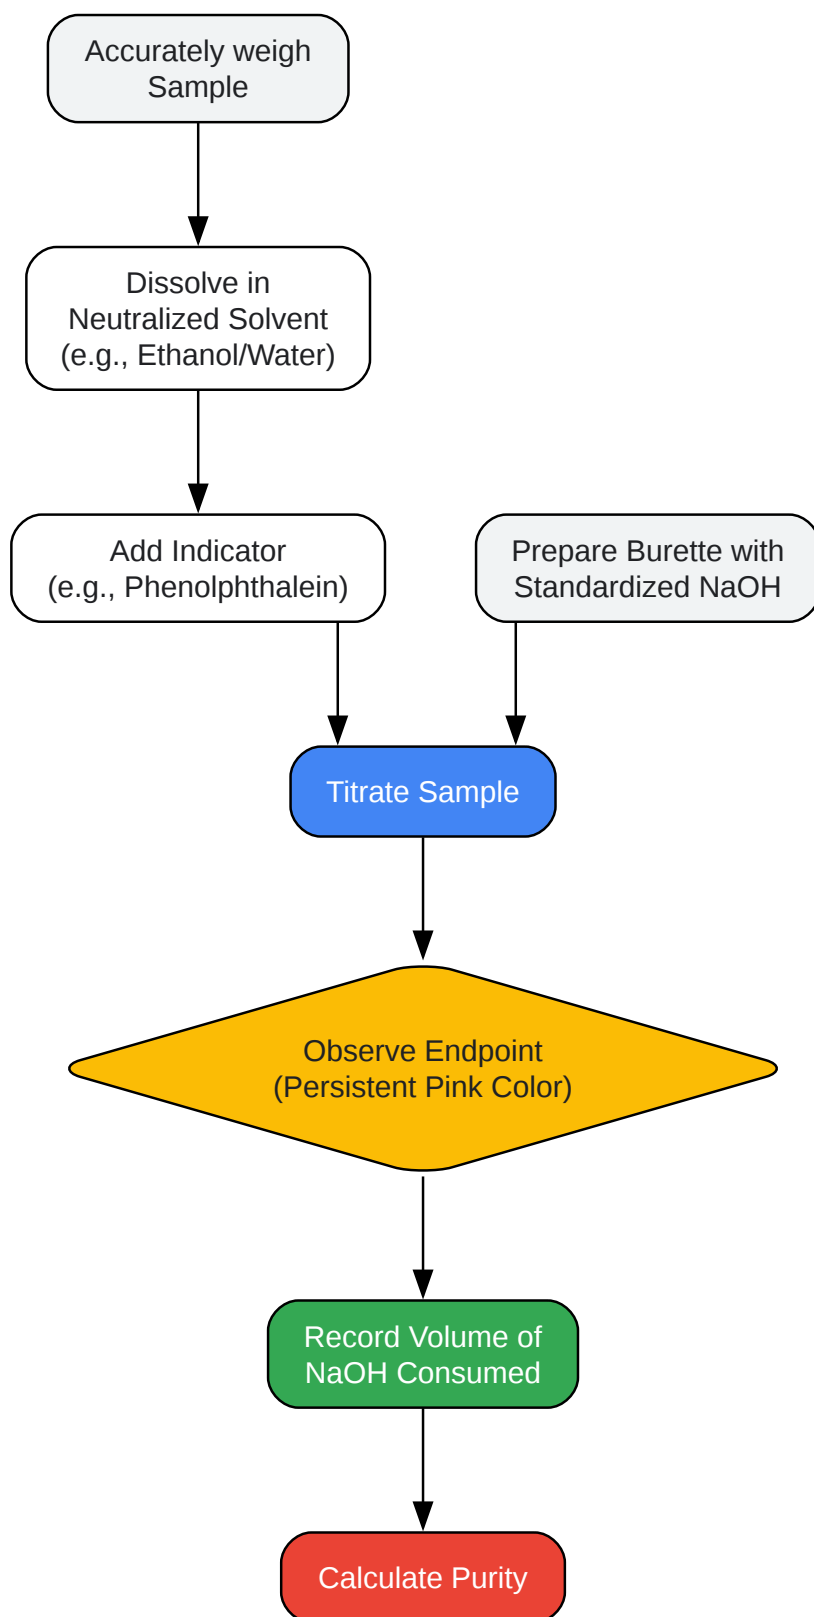 Accurately weigh
Sample
Dissolve in
Neutralized Solvent
(e.g., Ethanol/Water)
Add Indicator
(e.g., Phenolphthalein)
Prepare Burette with
Standardized NaOH
Titrate Sample
Observe Endpoint
(Persistent Pink Color)
Record Volume of
NaOH Consumed
Calculate Purity